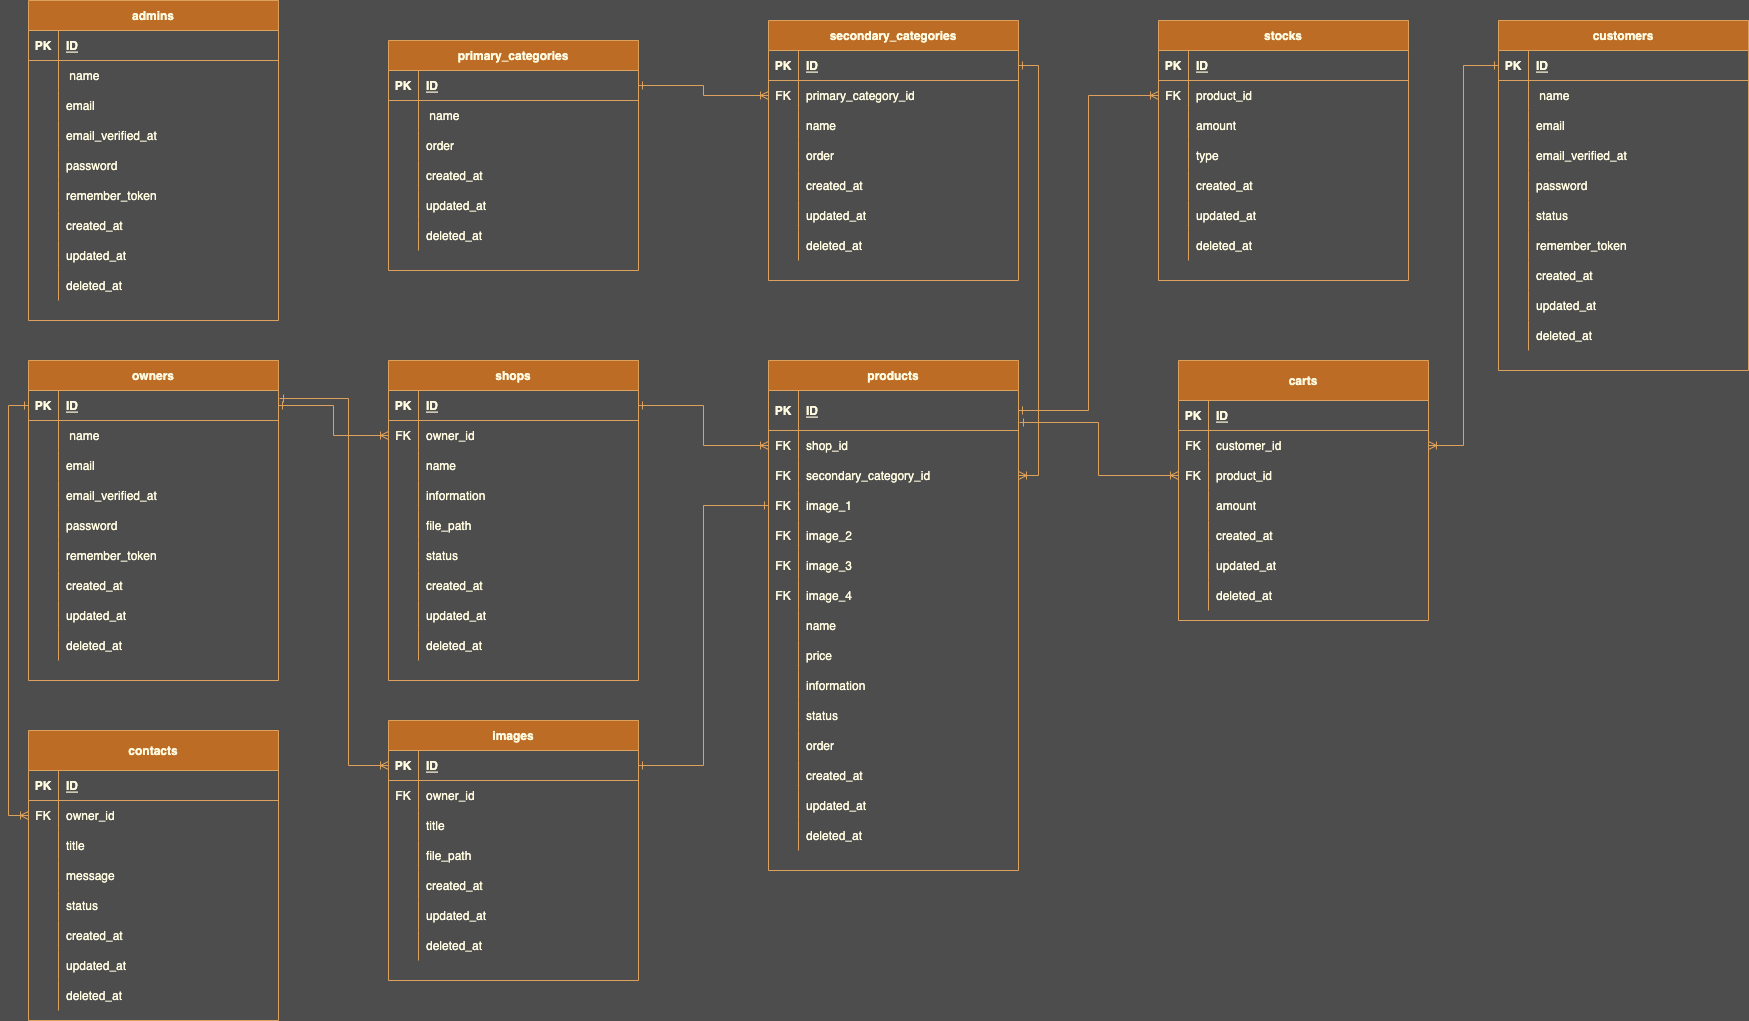 admins
PK ID
name
email
email_verified_at
password
remember_token
created_at
updated_at
deleted_at
primary_categories
PK ID
name
order
created_at
updated_at
deleted_at
secondary_categories
PK ID
FK primary_category_id
name
order
created_at
updated_at
deleted_at
stocks
PK ID
FK product_id
amount
type
created_at
updated_at
deleted_at
customers
PK ID
name
email
email_verified_at
password
status
remember_token
created_at
updated_at
deleted_at
owners
PK ID
name
email
email_verified_at
password
remember_token
created_at
updated_at
deleted_at
shops
PK ID
FK owner_id
name
information
file_path
status
created_at
updated_at
deleted_at
products
PK ID
FK shop_id
FK secondary_category_id
FK image_1
FK image_2
FK image_3
FK image_4
name
price
information
status
order
created_at
updated_at
deleted_at
carts
PK ID
FK customer_id
FK product_id
amount
created_at
updated_at
deleted_at
contacts
PK ID
FK owner_id
title
message
status
created_at
updated_at
deleted_at
images
PK ID
FK owner_id
title
file_path
created_at
updated_at
deleted_at